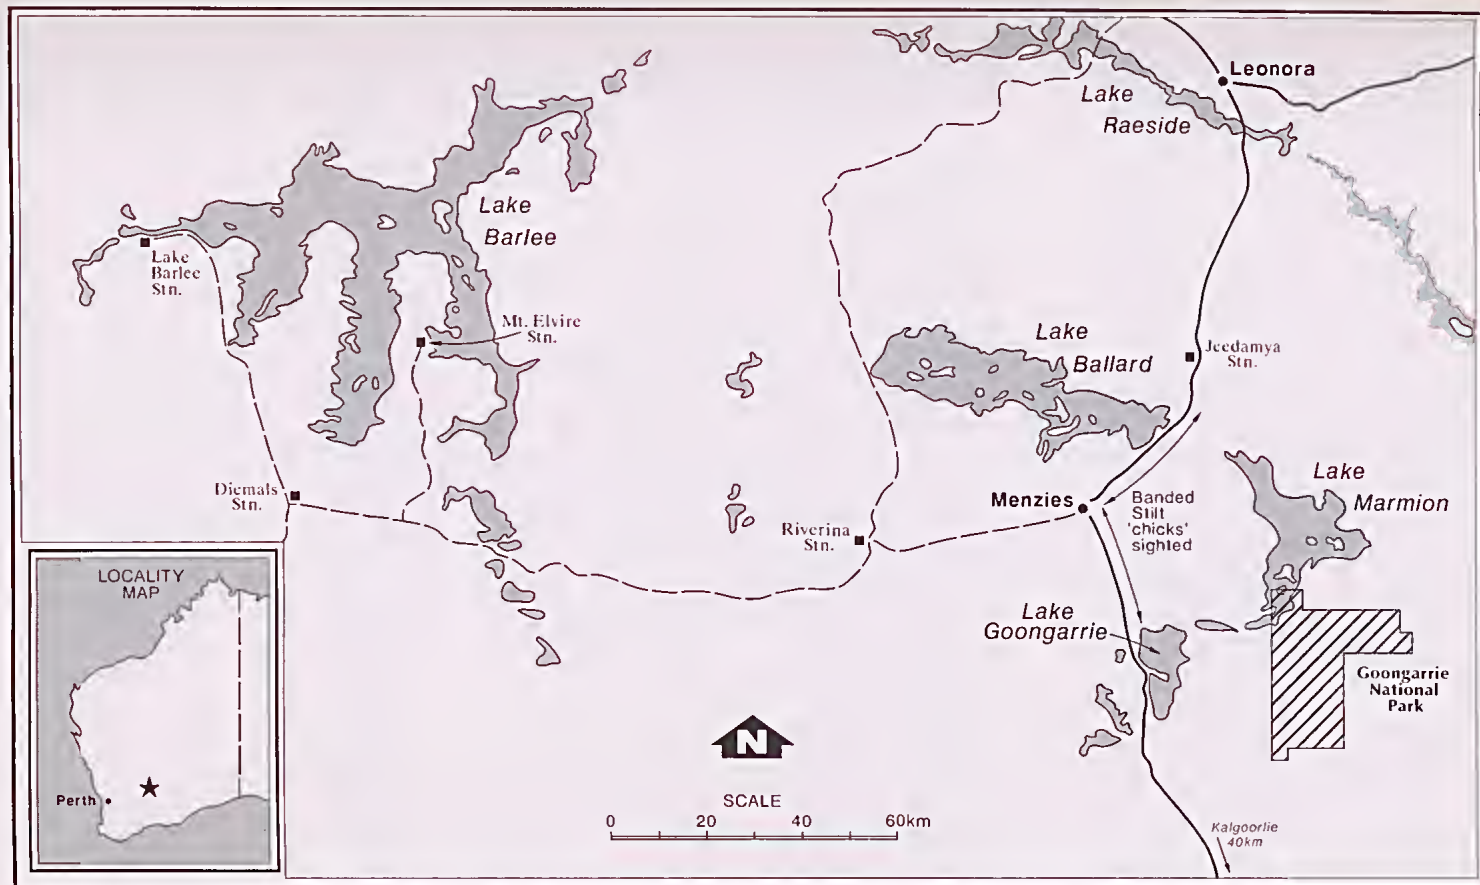 Leonora
Lake
Raeside
Lake
Barlee
Lake
Barlee
Stn.
Mt. Elvire
Stn.
Lake
Ballard
Jeedamya
Stn.
Lake
Marmion
Diemals
Stn.
Menzies
Banded
Stilt
'chicks'
sighted
Riverina
Stn.
LOCALITY
MAP
Perth
Lake
Goongarrie
Goongarrie
National
Park
N
SCALE
0 20 40 60km
Kalgoorlie
40km